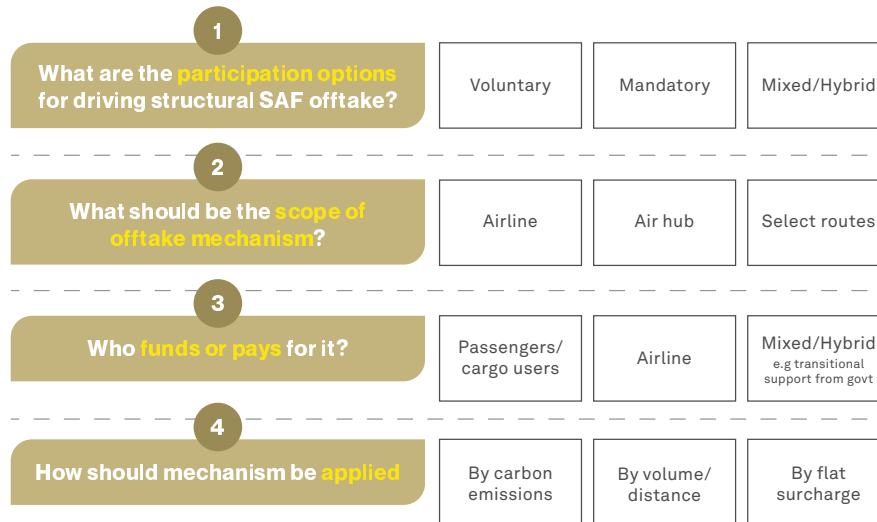 1
What are the participation options
for driving structural SAF offtake?
Voluntary
Mandatory
Mixed/Hybrid
2
What should be the scope of
offtake mechanism?
Airline
Air hub
Select routes
3
Who funds or pays for it?
Passengers/
cargo users
Airline
Mixed/Hybrid
e.g transitional
support from govt
4
How should mechanism be applied
By carbon
emissions
By volume/
distance
By flat
surcharge